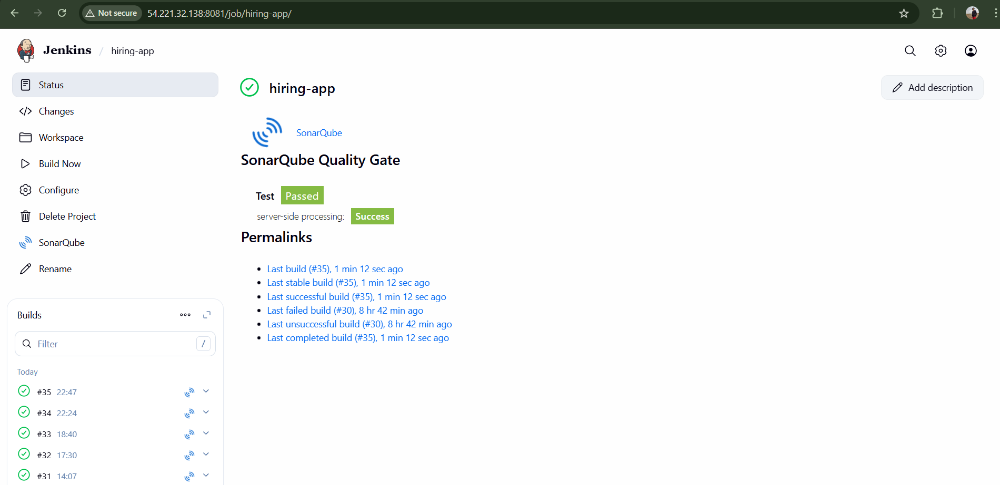 Not secure 54.221.32.138:8081/job/hiring-app/
Jenkins / hiring-app
Status
Changes
Workspace
Build Now
Configure
Delete Project
SonarQube
Rename
Builds
Filter /
Today
#35 22:47
#34 22:24
#33 18:40
#32 17:30
#31 14:07
hiring-app
Add description
SonarQube
SonarQube Quality Gate
Test Passed
server-side processing: Success
Permalinks
Last build (#35), 1 min 12 sec ago
Last stable build (#35), 1 min 12 sec ago
Last successful build (#35), 1 min 12 sec ago
Last failed build (#30), 8 hr 42 min ago
Last unsuccessful build (#30), 8 hr 42 min ago
Last completed build (#35), 1 min 12 sec ago